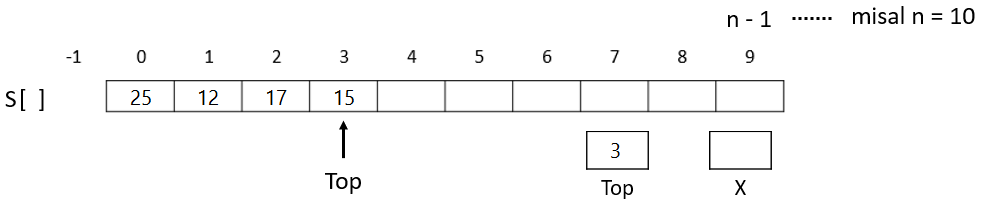 n - 1 ....... misal n = 10
-1 0 1 2 3 4 5 6 7 8 9
S[ ] 25 12 17 15
3
Top Top X